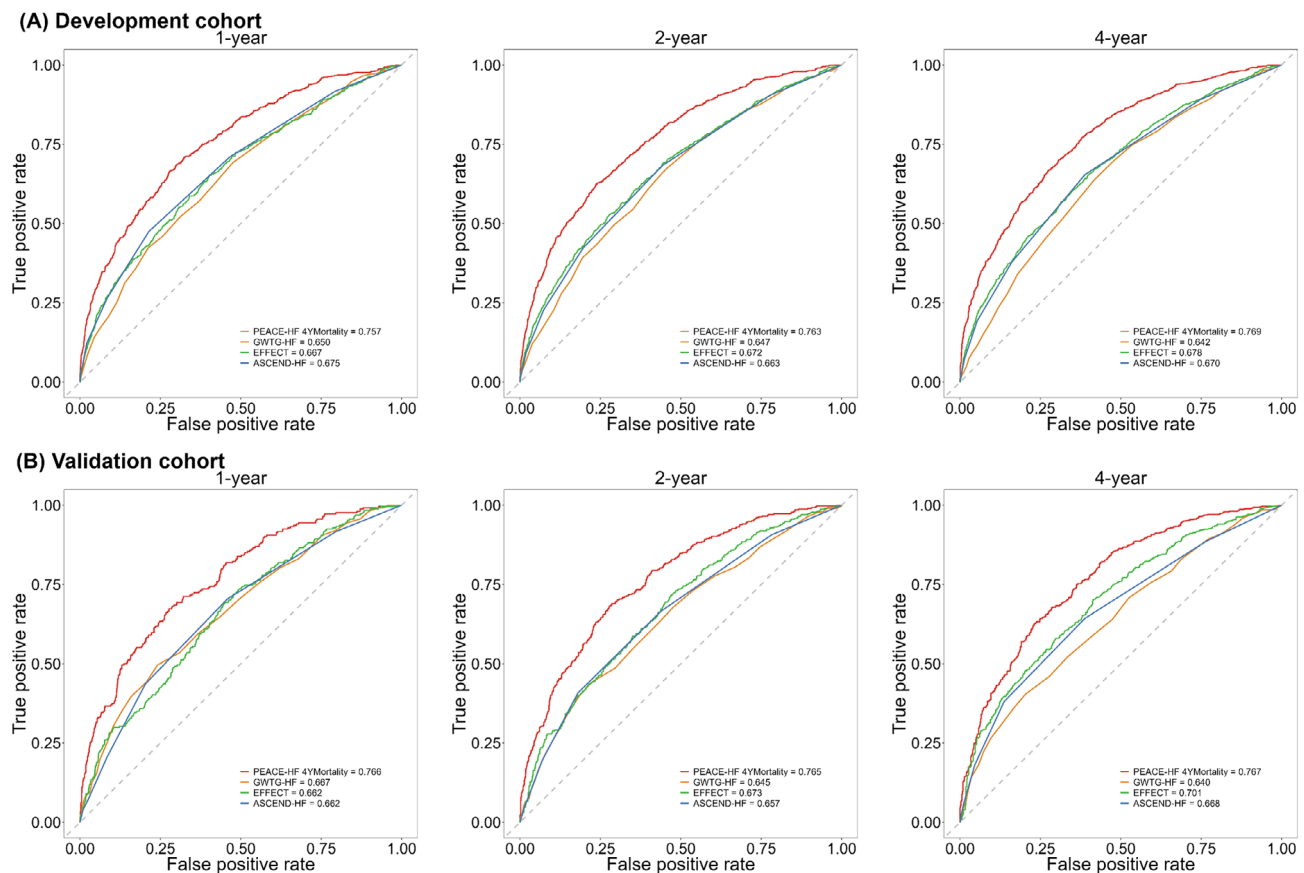 (A) Development cohort
1-year
2-year
4-year
True positive rate
1.00
0.75
0.50
0.25
0.00
PEACE-HF 4YMortality = 0.757
GWTG-HF = 0.650
EFFECT = 0.667
ASCEND-HF = 0.675
0.00 0.25 0.50 0.75 1.00
False positive rate
True positive rate
1.00
0.75
0.50
0.25
0.00
PEACE-HF 4YMortality = 0.763
GWTG-HF = 0.647
EFFECT = 0.672
ASCEND-HF = 0.663
0.00 0.25 0.50 0.75 1.00
False positive rate
True positive rate
1.00
0.75
0.50
0.25
0.00
PEACE-HF 4YMortality = 0.769
GWTG-HF = 0.642
EFFECT = 0.678
ASCEND-HF = 0.670
0.00 0.25 0.50 0.75 1.00
False positive rate
(B) Validation cohort
1-year
2-year
4-year
True positive rate
1.00
0.75
0.50
0.25
0.00
PEACE-HF 4YMortality = 0.766
GWTG-HF = 0.667
EFFECT = 0.662
ASCEND-HF = 0.662
0.00 0.25 0.50 0.75 1.00
False positive rate
True positive rate
1.00
0.75
0.50
0.25
0.00
PEACE-HF 4YMortality = 0.765
GWTG-HF = 0.645
EFFECT = 0.673
ASCEND-HF = 0.657
0.00 0.25 0.50 0.75 1.00
False positive rate
True positive rate
1.00
0.75
0.50
0.25
0.00
PEACE-HF 4YMortality = 0.767
GWTG-HF = 0.640
EFFECT = 0.701
ASCEND-HF = 0.668
0.00 0.25 0.50 0.75 1.00
False positive rate